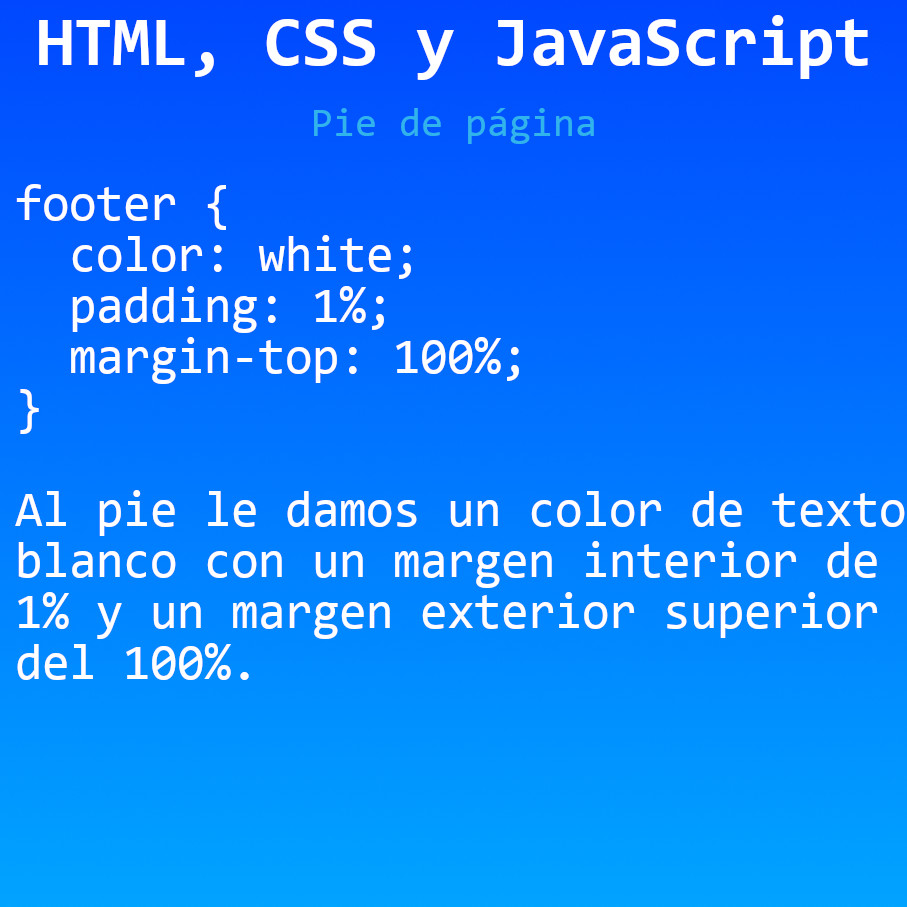 HTML, CSS y JavaScript
Pie de página
footer {
  color: white;
  padding: 1%;
  margin-top: 100%;
}
Al pie le damos un color de texto
blanco con un margen interior de
1% y un margen exterior superior
del 100%.